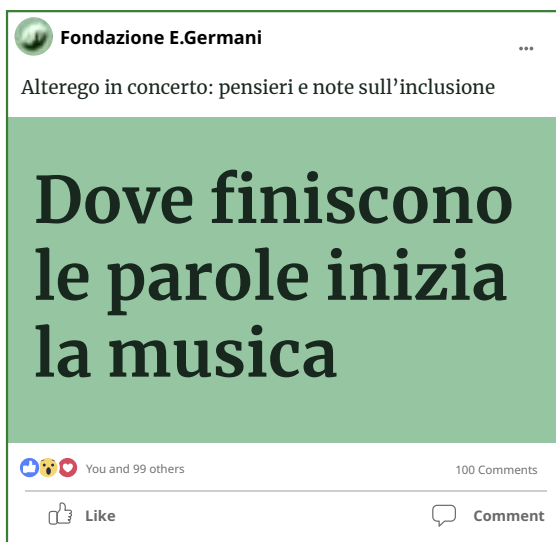 Fondazione E.Germani
Alterego in concerto: pensieri e note sull’inclusione
Dove finiscono
le parole inizia
la musica
You and 99 others
100 Comments
Like
Comment